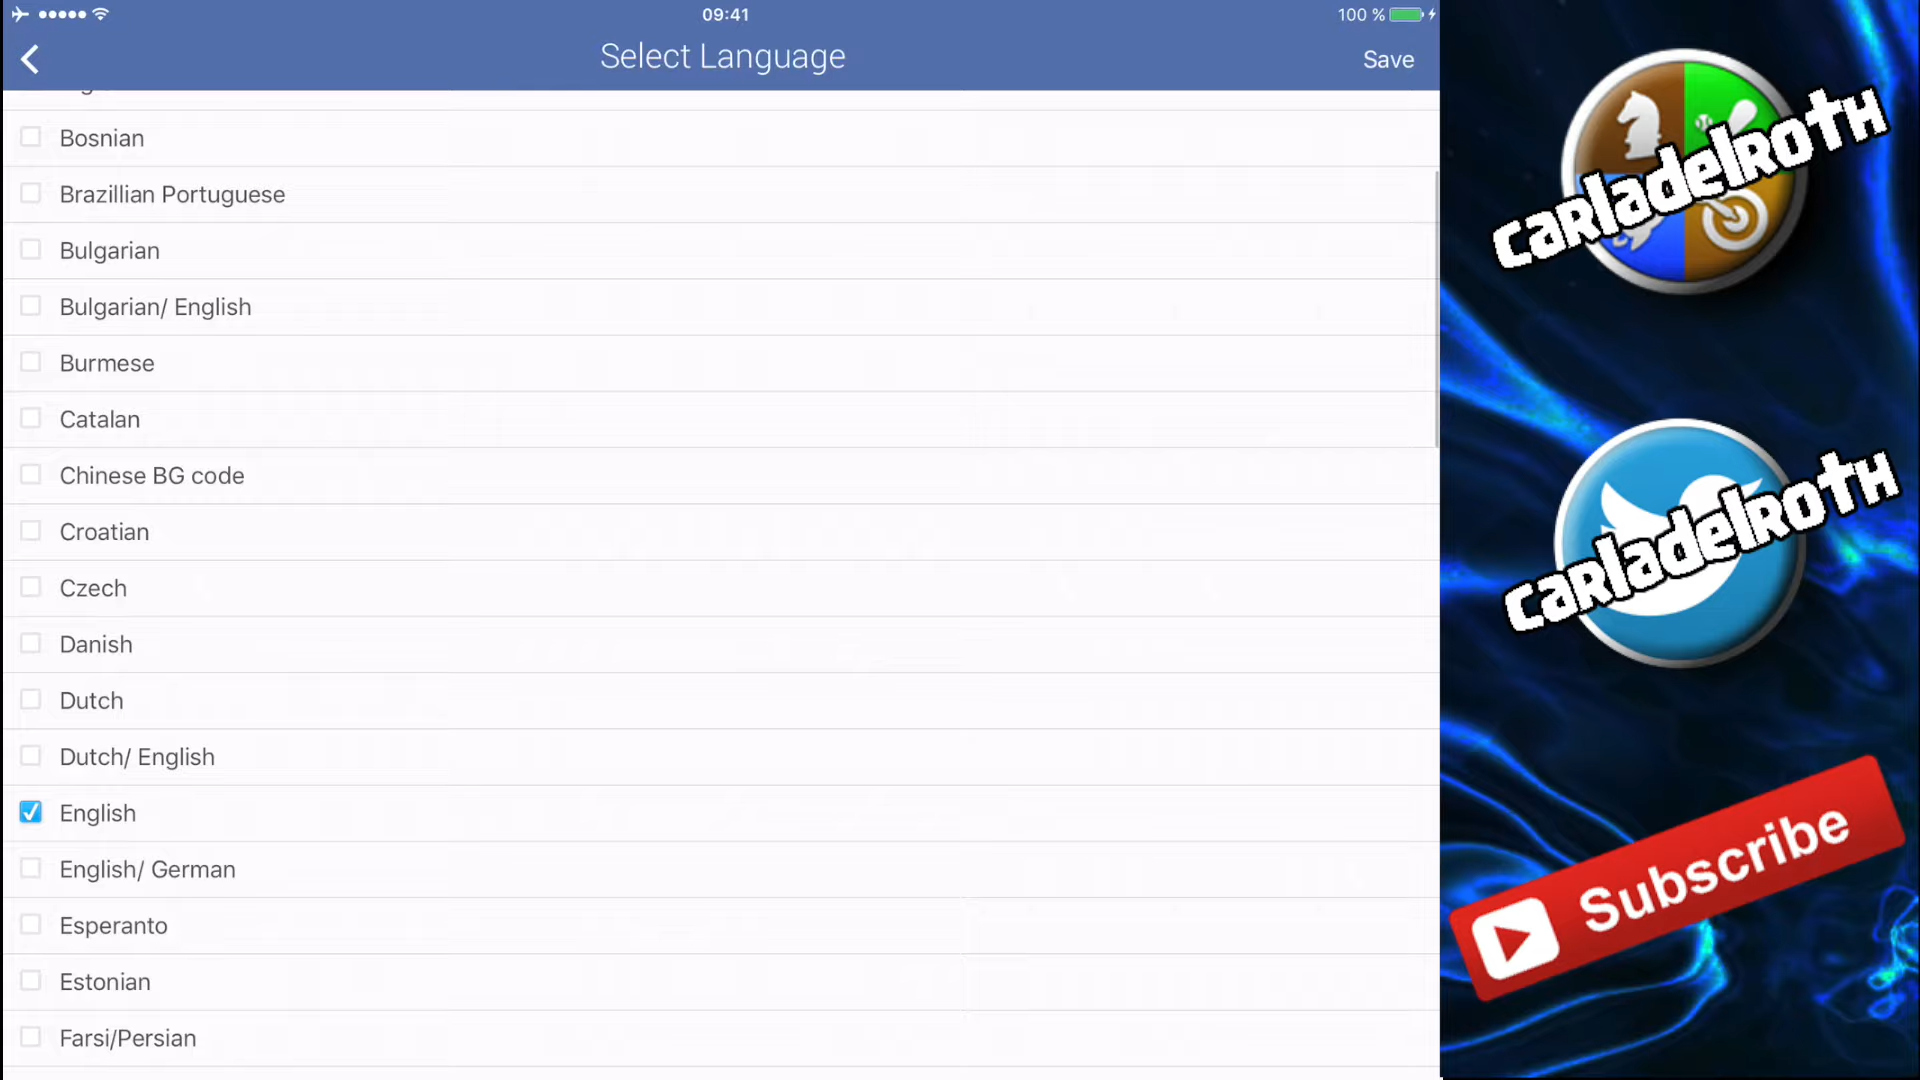 09:41
100 %
Select Language
Save
Bosnian
Brazillian Portuguese
Bulgarian
Bulgarian/ English
Burmese
Catalan
Chinese BG code
Croatian
Czech
Danish
Dutch
Dutch/ English
English
English/ German
Esperanto
Estonian
Farsi/Persian
carladelroth
carladelroth
Subscribe